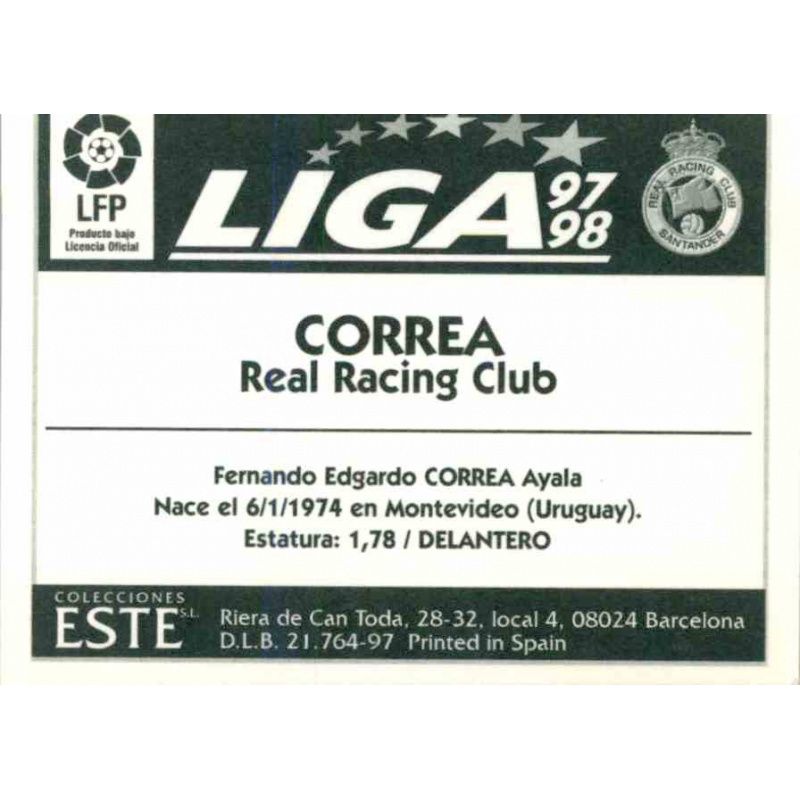 LFP
Producto bajo
Licencia Oficial
LIGA 97
98
REAL RACING CLUB
SANTANDER
CORREA
Real Racing Club
Fernando Edgardo CORREA Ayala
Nace el 6/1/1974 en Montevideo (Uruguay).
Estatura: 1,78 / DELANTERO
COLECCIONES
ESTE S.L.
Riera de Can Toda, 28-32, local 4, 08024 Barcelona
D.L.B. 21.764-97 Printed in Spain